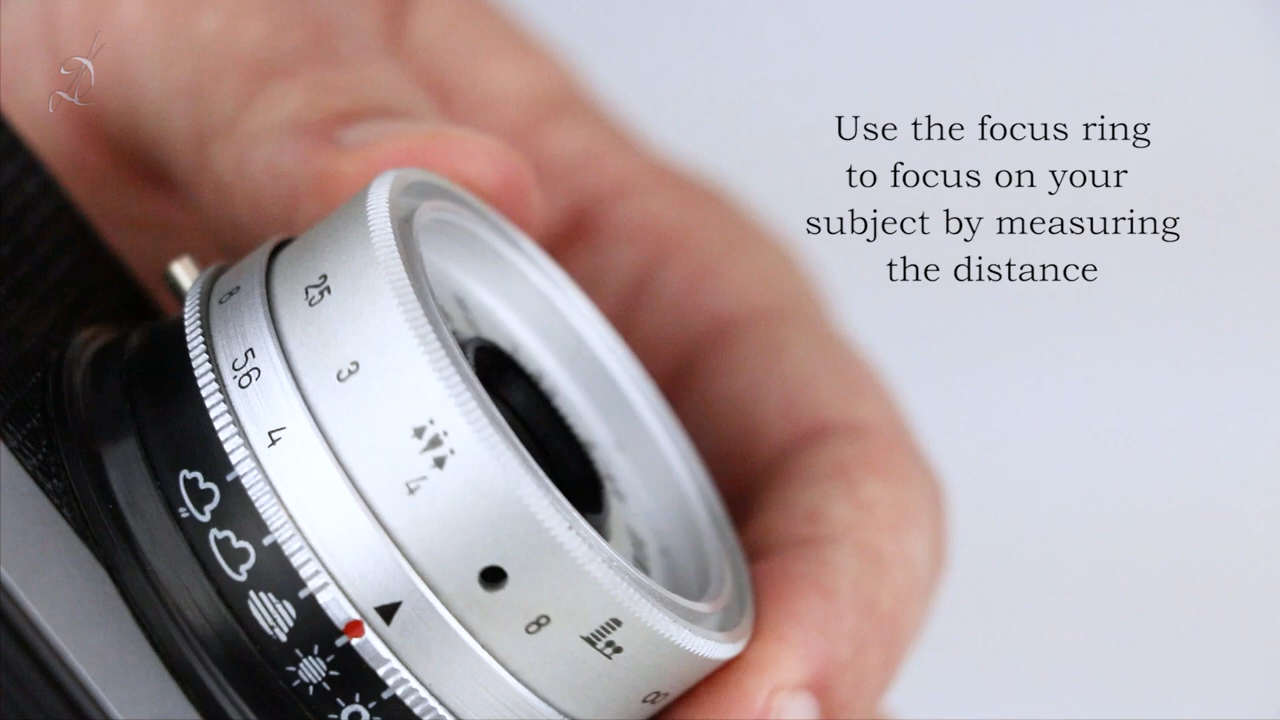 Use the focus ring
to focus on your
subject by measuring
the distance
8
5.6
4
2,5
3
4
8
∞